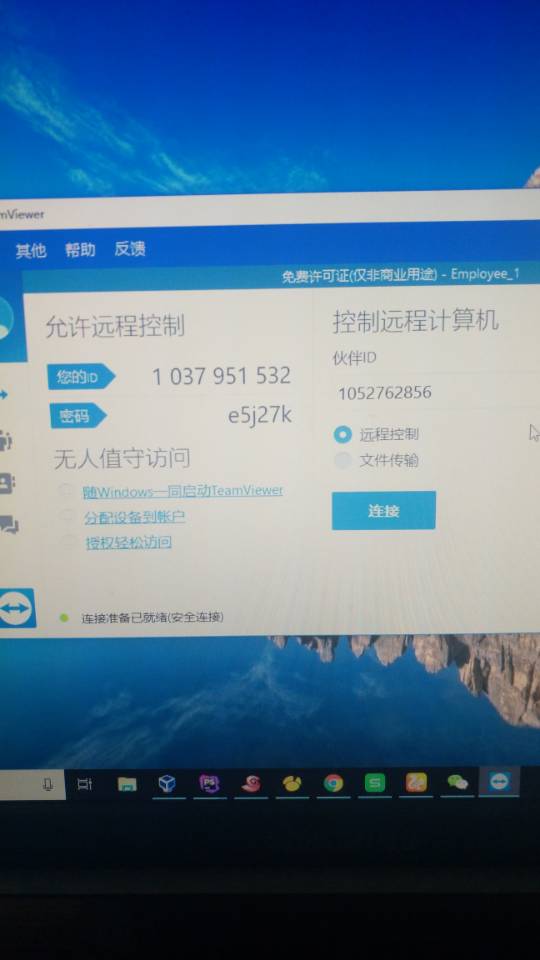 mViewer
其他 帮助 反馈
免费许可证(仅非商业用途) - Employee_1
允许远程控制
您的ID 1 037 951 532
密码 e5j27k
无人值守访问
随Windows一同启动TeamViewer
分配设备到帐户
授权轻松访问
控制远程计算机
伙伴ID
1052762856
远程控制
文件传输
连接
连接准备已就绪(安全连接)
PS
S